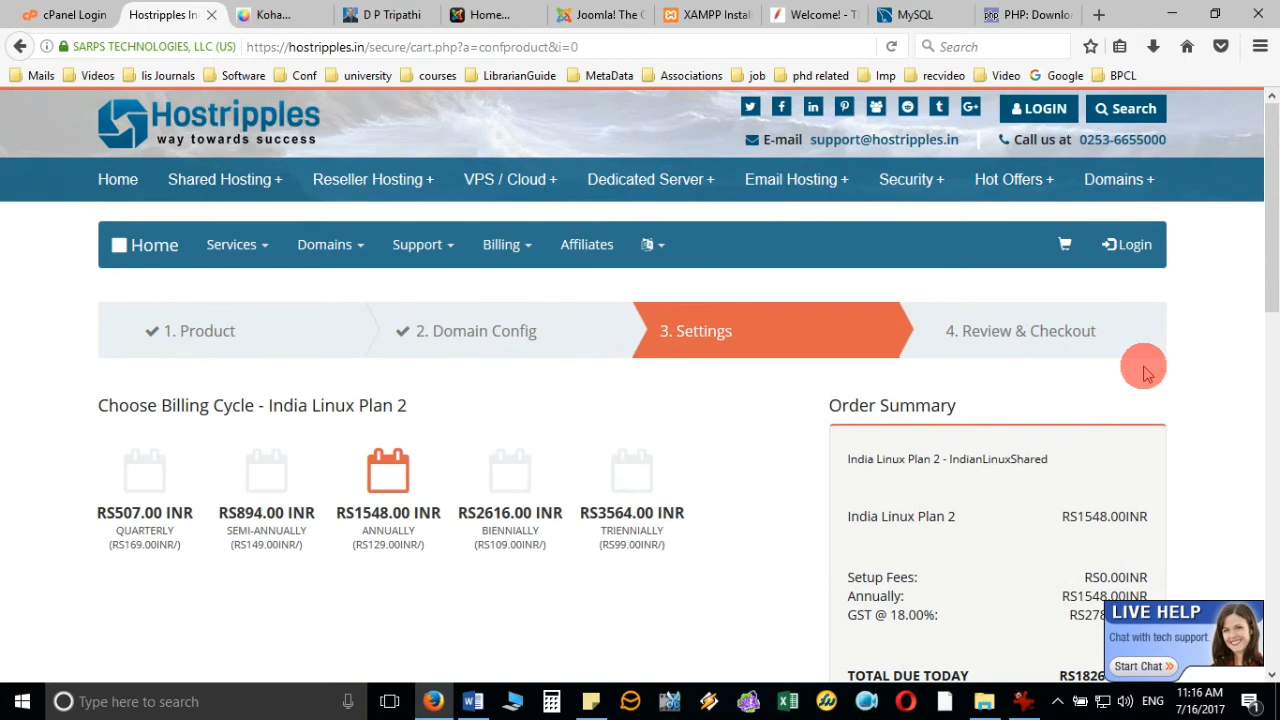 cPanel Login
Hostripples In
Koha...
D P Tripathi
Home...
Joomla! The C
XAMPP Instal
Welcome! - T
MySQL
PHP: Downlo
SARPS TECHNOLOGIES, LLC (US)
https://hostripples.in/secure/cart.php?a=confproduct&i=0
Search
Mails
Videos
lis Journals
Software
Conf
university
courses
LibrarianGuide
MetaData
Associations
job
phd related
Imp
recvideo
Video
Google
BPCL
Hostripples
way towards success
LOGIN
Search
E-mail support@hostripples.in
Call us at 0253-6655000
Home
Shared Hosting +
Reseller Hosting +
VPS / Cloud +
Dedicated Server +
Email Hosting +
Security +
Hot Offers +
Domains +
Home
Services
Domains
Support
Billing
Affiliates
Login
1. Product
2. Domain Config
3. Settings
4. Review & Checkout
Choose Billing Cycle - India Linux Plan 2
RS507.00 INR
QUARTERLY
(RS169.00INR/)
RS894.00 INR
SEMI-ANNUALLY
(RS149.00INR/)
RS1548.00 INR
ANNUALLY
(RS129.00INR/)
RS2616.00 INR
BIENNIALLY
(RS109.00INR/)
RS3564.00 INR
TRIENNIALLY
(RS99.00INR/)
Order Summary
India Linux Plan 2 - IndianLinuxShared
India Linux Plan 2 RS1548.00INR
Setup Fees: RS0.00INR
Annually: RS1548.00INR
GST @ 18.00%: RS278
TOTAL DUE TODAY RS1826
LIVE HELP
Chat with tech support.
Start Chat >>
Type here to search
ENG
11:16 AM
7/16/2017